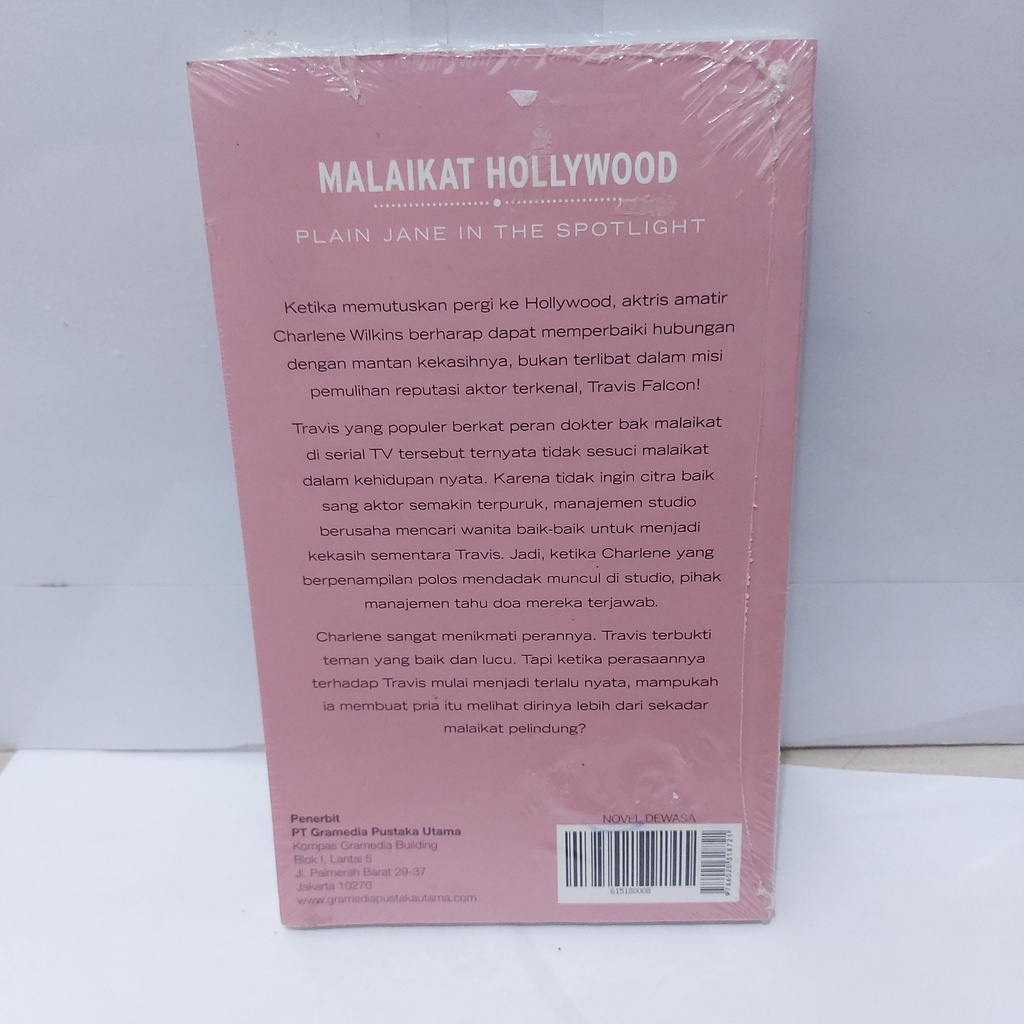 MALAIKAT HOLLYWOOD
PLAIN JANE IN THE SPOTLIGHT
Ketika memutuskan pergi ke Hollywood, aktris amatir
Charlene Wilkins berharap dapat memperbaiki hubungan
dengan mantan kekasihnya, bukan terlibat dalam misi
pemulihan reputasi aktor terkenal, Travis Falcon!
Travis yang populer berkat peran dokter bak malaikat
di serial TV tersebut ternyata tidak sesuci malaikat
dalam kehidupan nyata. Karena tidak ingin citra baik
sang aktor semakin terpuruk, manajemen studio
berusaha mencari wanita baik-baik untuk menjadi
kekasih sementara Travis. Jadi, ketika Charlene yang
berpenampilan polos mendadak muncul di studio, pihak
manajemen tahu doa mereka terjawab.
Charlene sangat menikmati perannya. Travis terbukti
teman yang baik dan lucu. Tapi ketika perasaannya
terhadap Travis mulai menjadi terlalu nyata, mampukah
ia membuat pria itu melihat dirinya lebih dari sekadar
malaikat pelindung?
Penerbit
PT Gramedia Pustaka Utama
Kompas Gramedia Building
Blok I, Lantai 5
Jl. Palmerah Barat 29-37
Jakarta 10270
www.gramediapustakautama.com
NOVEL DEWASA
615180008
9786020318721